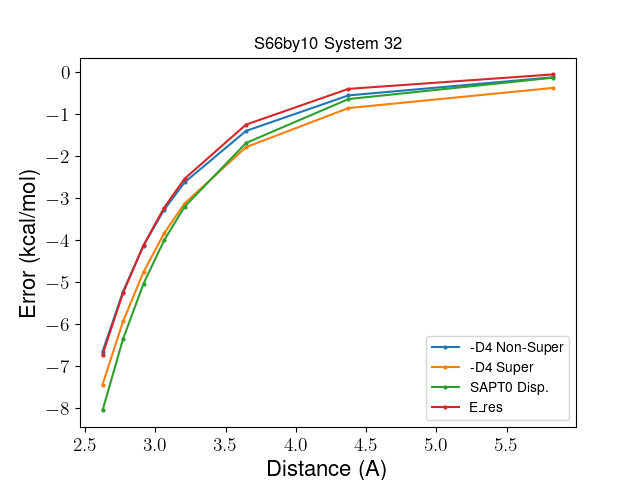 S66by10 System 32
Error (kcal/mol)
0
−1
−2
−3
−4
−5
−6
−7
−8
2.5 3.0 3.5 4.0 4.5 5.0 5.5
Distance (A)
-D4 Non-Super
-D4 Super
SAPT0 Disp.
E_res